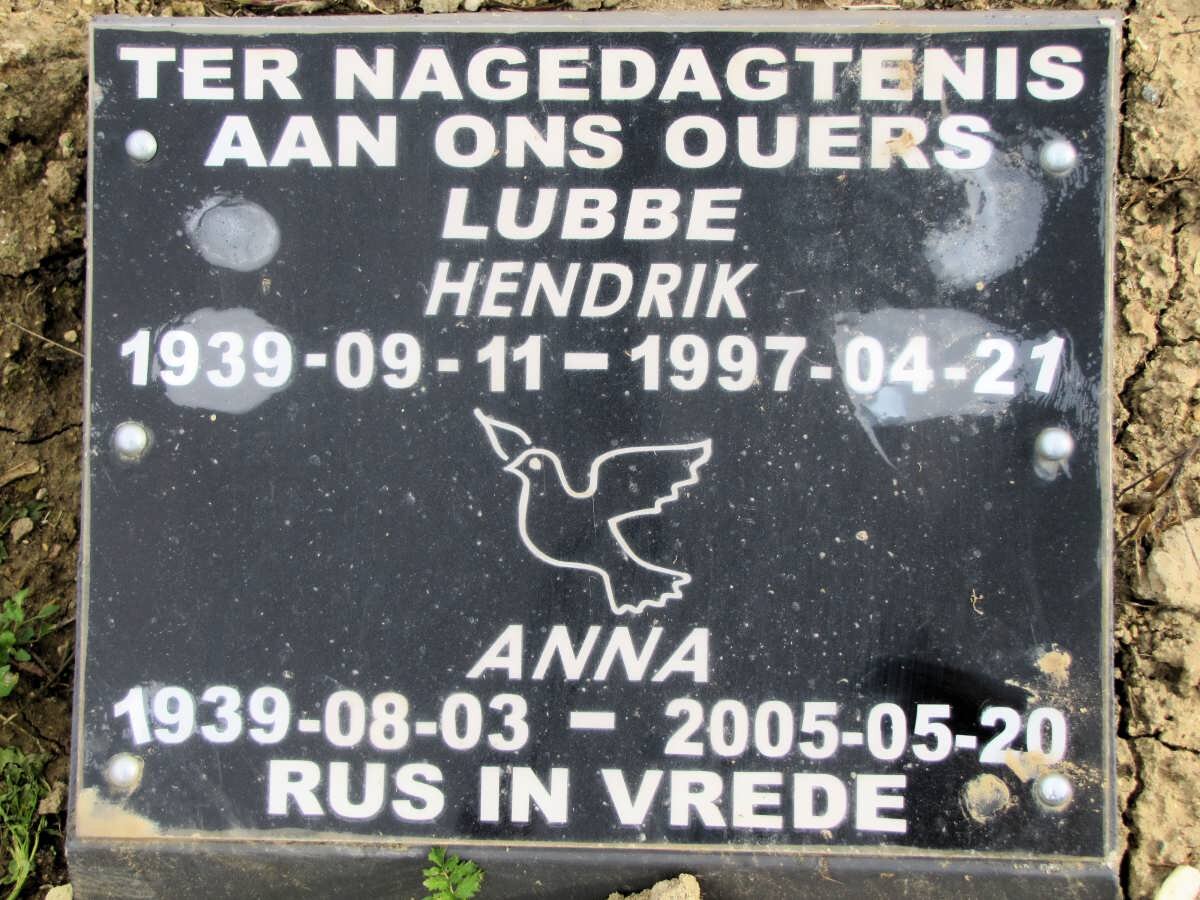 TER NAGEDAGTENIS
AAN ONS OUERS
LUBBE
HENDRIK
1939-09-11 – 1997-04-21
ANNA
1939-08-03 – 2005-05-20
RUS IN VREDE